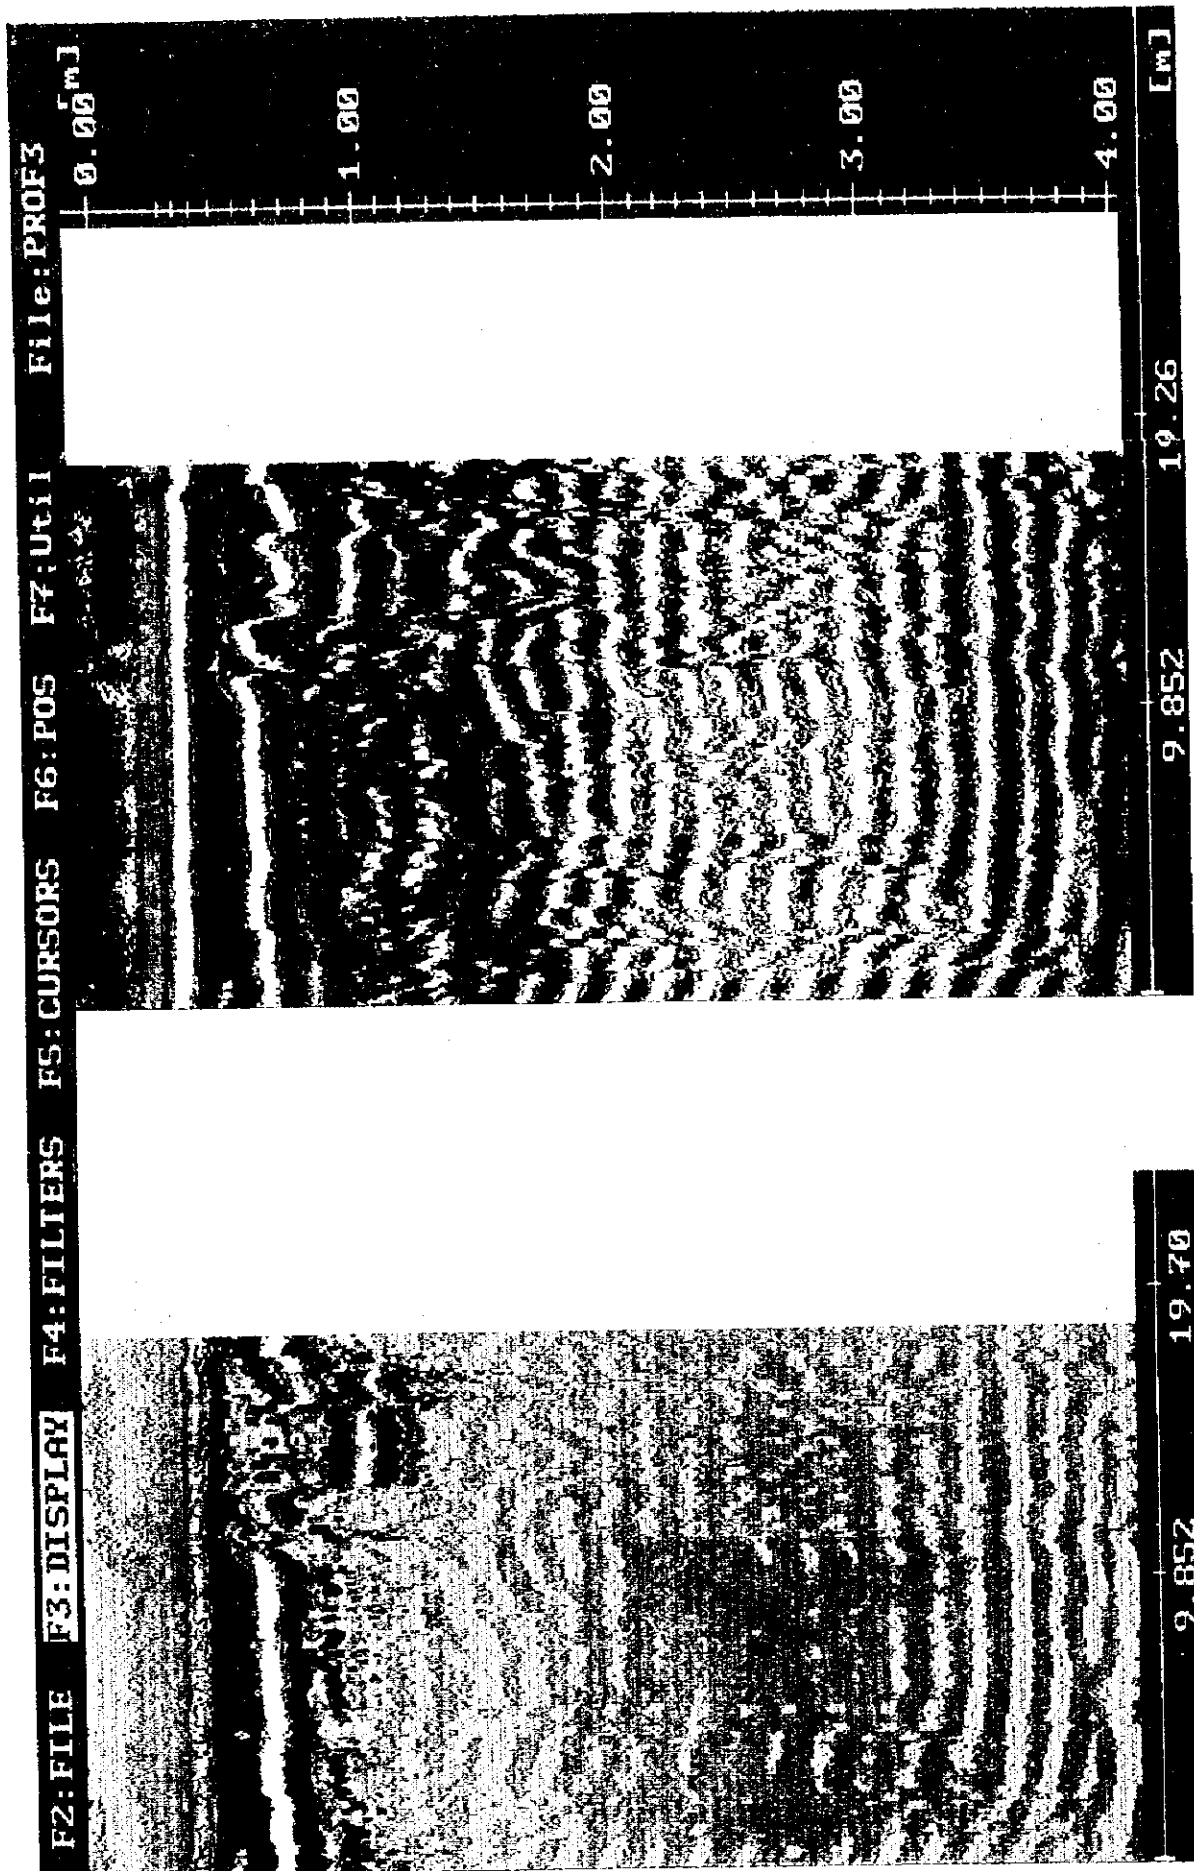 F2:FILE F3:DISPLAY F4:FILTERS F5:CURSORS F6:POS F7:Util File:PROF3
[m]
0.00
1.00
2.00
3.00
4.00
9.852 19.70 9.852 19.26 [m]